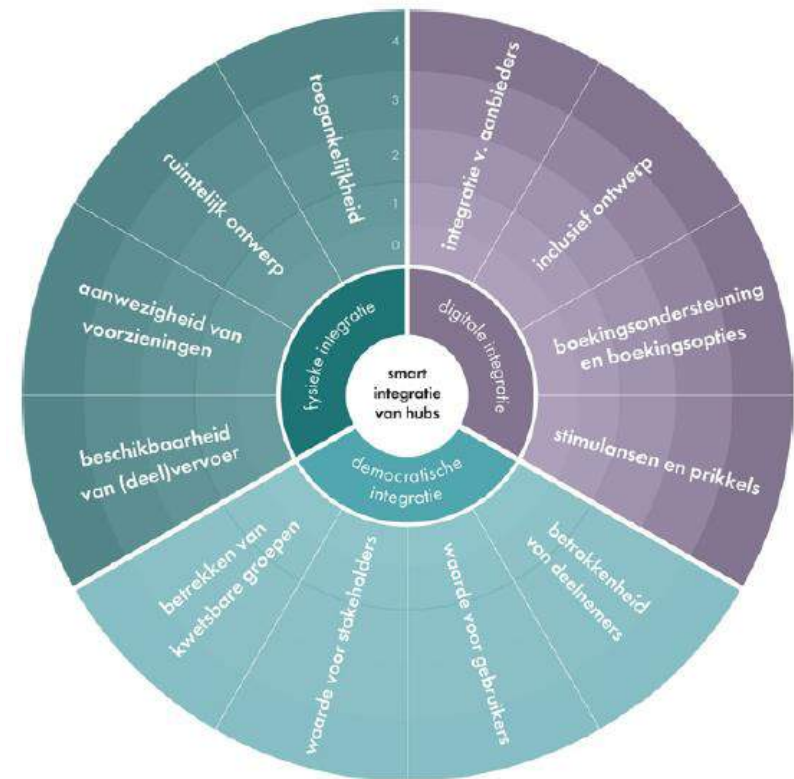 smart
integratie
van hubs
fysieke integratie
digitale integratie
democratische
integratie
4
3
2
1
0
integratie v. aanbieders
inclusief ontwerp
boekingsondersteuning
en boekingsopties
stimulansen en prikkels
betrakkenheid
van deelnemers
waarde voor gebruikers
waarde voor stakeholders
betrekken van
kwetsbare groepen
beschikbaarheid
van (deel)vervoer
aanwezigheid van
voorzieningen
ruimtelijk ontwerp
toegankelijkheid